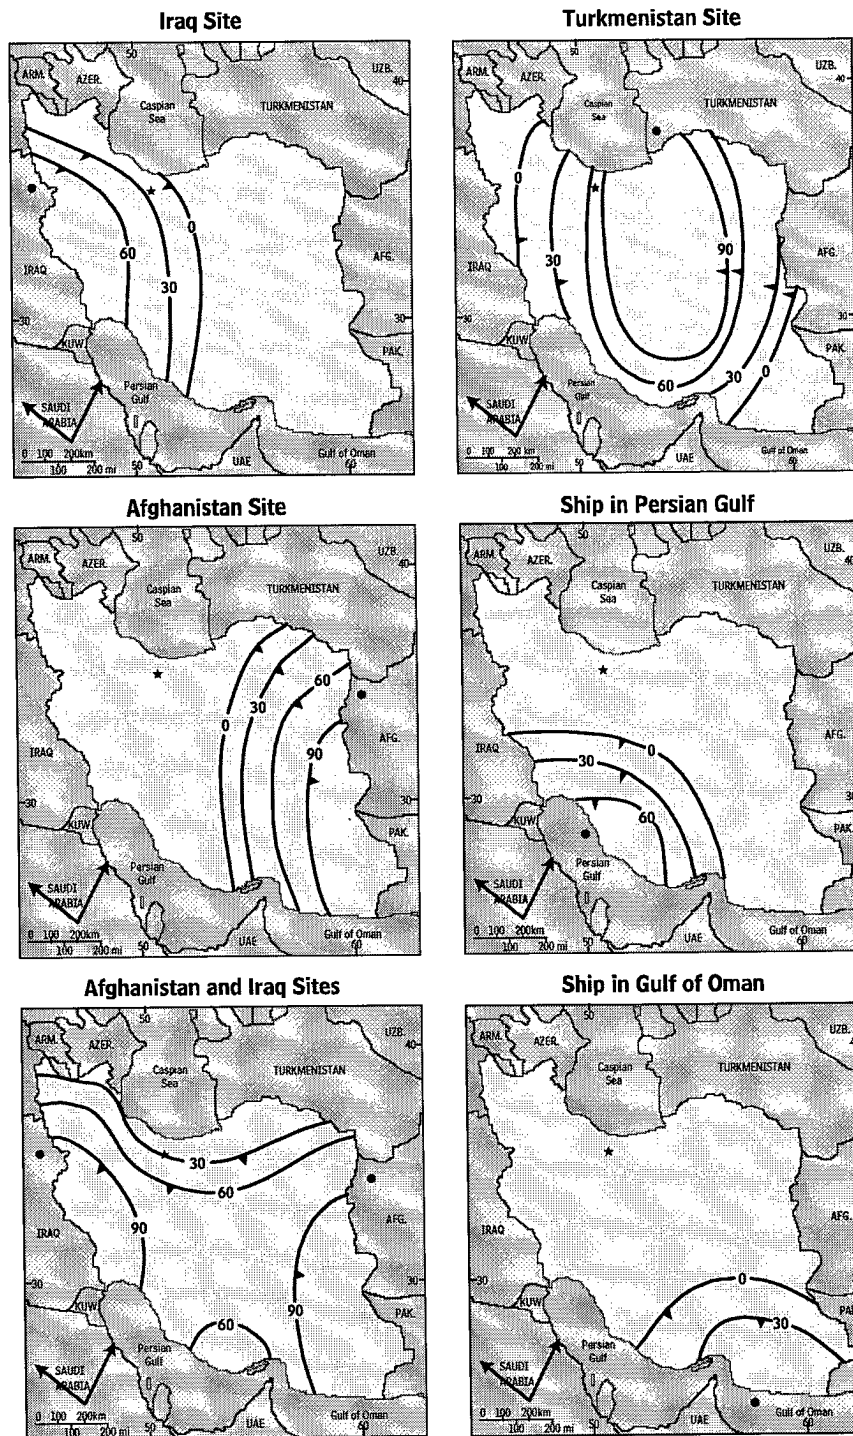 Iraq Site
50
ARM.
AZER.
Caspian
Sea
TURKMENISTAN
UZB.
40
0
60
30
IRAQ
AFG.
30
30
KUW.
PAK.
Persian
Gulf
SAUDI
ARABIA
0 100 200km
100 200 mi
50
UAE
Gulf of Oman
60
Turkmenistan Site
50
ARM.
AZER.
Caspian
Sea
TURKMENISTAN
UZB.
40
0
90
30
IRAQ
AFG.
30
KUW.
PAK.
60
30
0
Persian
Gulf
SAUDI
ARABIA
0 100 200 km
100 200 mi
50
UAE
Gulf of Oman
60
Afghanistan Site
50
ARM.
AZER.
Caspian
Sea
TURKMENISTAN
UZB.
40
60
30
0
90
IRAQ
AFG.
30
30
KUW.
PAK.
Persian
Gulf
SAUDI
ARABIA
0 100 200km
100 200 mi
50
UAE
Gulf of Oman
60
Ship in Persian Gulf
50
ARM.
AZER.
Caspian
Sea
TURKMENISTAN
UZB.
40
IRAQ
0
30
AFG.
30
30
60
KUW.
PAK.
Persian
Gulf
SAUDI
ARABIA
0 100 200km
100 200 mi
50
UAE
Gulf of Oman
60
Afghanistan and Iraq Sites
50
ARM.
AZER.
Caspian
Sea
TURKMENISTAN
UZB.
40
30
60
90
IRAQ
AFG.
30
30
KUW.
90
PAK.
60
Persian
Gulf
SAUDI
ARABIA
0 100 200km
100 200 mi
50
UAE
Gulf of Oman
60
Ship in Gulf of Oman
50
ARM.
AZER.
Caspian
Sea
TURKMENISTAN
UZB.
40
IRAQ
AFG.
30
0
30
KUW.
PAK.
30
Persian
Gulf
SAUDI
ARABIA
0 100 200km
100 200 mi
50
UAE
Gulf of Oman
60